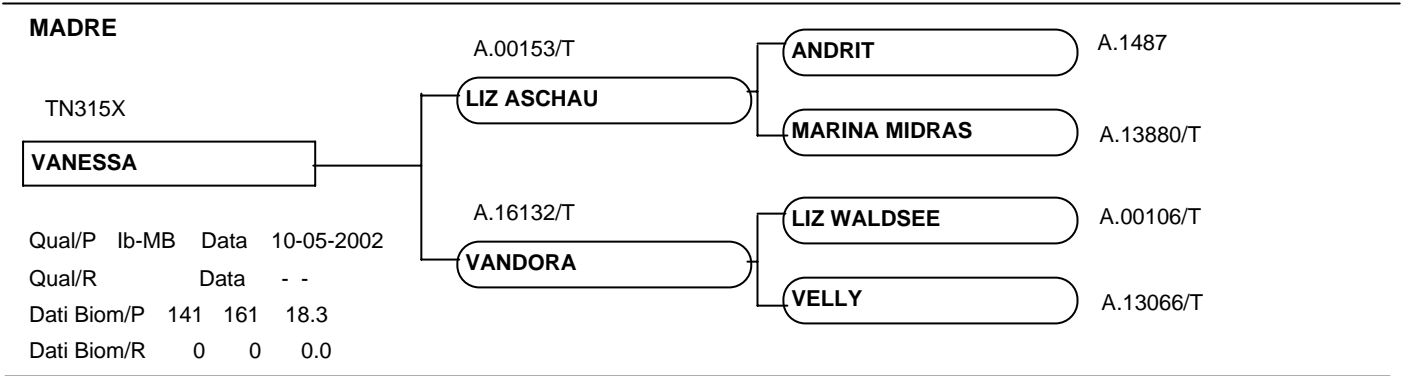 MADRE
TN315X
VANESSA
Qual/P Ib-MB Data 10-05-2002
Qual/R Data - -
Dati Biom/P 141 161 18.3
Dati Biom/R 0 0 0.0
A.00153/T
LIZ ASCHAU
A.16132/T
VANDORA
ANDRIT A.1487
MARINA MIDRAS A.13880/T
LIZ WALDSEE A.00106/T
VELLY A.13066/T